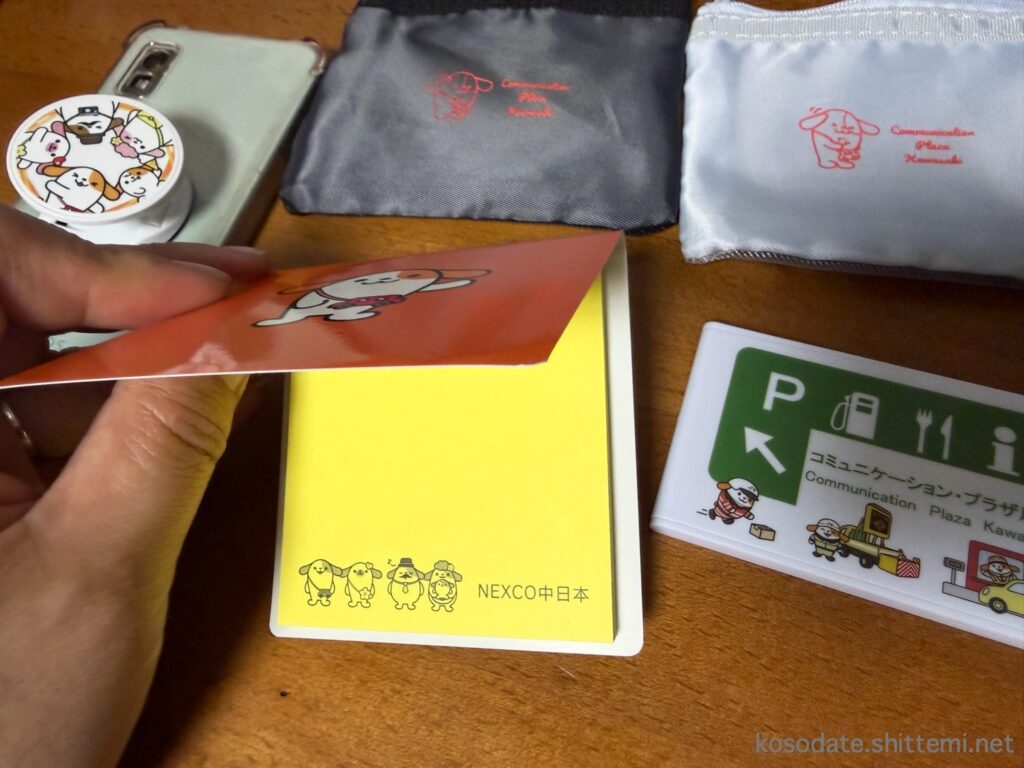 Communication
Plaza
Kawasaki
Communication
Plaza
Kawasaki
P
コミュニケーション・プラザ
Communication Plaza
NEXCO中日本
kosodate.shittemi.net